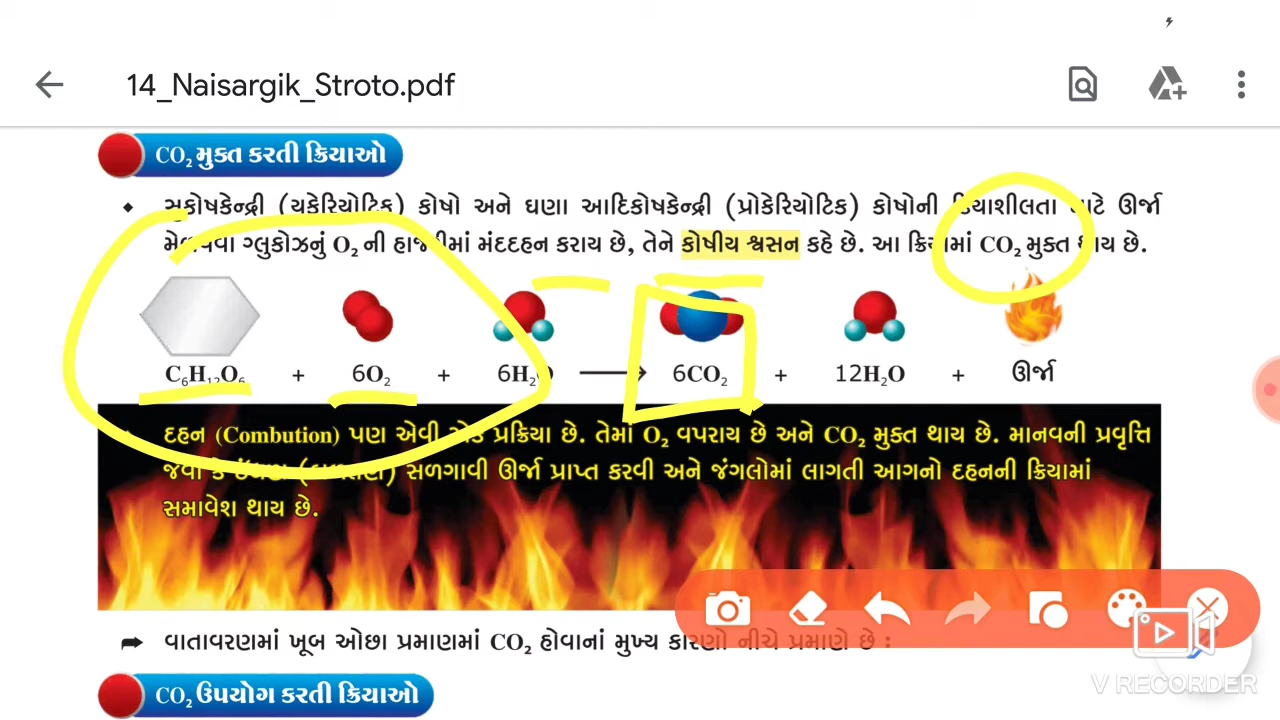 14_Naisargik_Stroto.pdf
CO₂ મુક્ત કરતી ક્રિયાઓ
સુકોષકેન્દ્રી (યુકેરિયોટિક) કોષો અને ઘણા આદિકોષકેન્દ્રી (પ્રોકેરિયોટિક) કોષોની ક્રિયાશીલતા માટે ઊર્જા
મેળવવા ગ્લુકોઝનું O₂ ની હાજરીમાં મંદદહન કરાય છે, તેને કોષીય શ્વસન કહે છે. આ ક્રિયામાં CO₂ મુક્ત થાય છે.
C₆H₁₂O₆ + 6O₂ + 6H₂O ⟶ 6CO₂ + 12H₂O + ઊર્જા
દહન (Combution) પણ એવી એક પ્રક્રિયા છે. તેમાં O₂ વપરાય છે અને CO₂ મુક્ત થાય છે. માનવની પ્રવૃત્તિ
જેવી કે સળગાવી ઊર્જા પ્રાપ્ત કરવી અને જંગલોમાં લાગતી આગનો દહનની ક્રિયામાં
સમાવેશ થાય છે.
વાતાવરણમાં ખૂબ ઓછા પ્રમાણમાં CO₂ હોવાનાં મુખ્ય કારણો નીચે પ્રમાણે છે :
CO₂ ઉપયોગ કરતી ક્રિયાઓ
V RECORDER